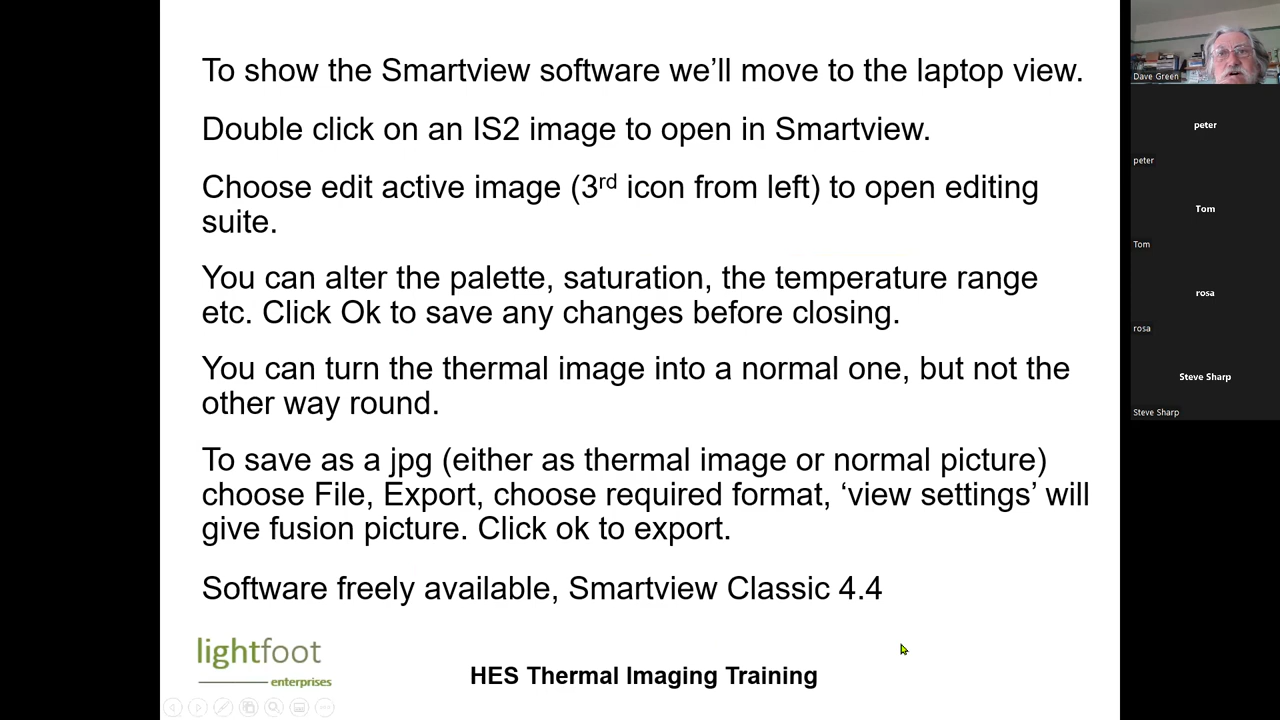 To show the Smartview software we’ll move to the laptop view.
Double click on an IS2 image to open in Smartview.
Choose edit active image (3rd icon from left) to open editing
suite.
You can alter the palette, saturation, the temperature range
etc. Click Ok to save any changes before closing.
You can turn the thermal image into a normal one, but not the
other way round.
To save as a jpg (either as thermal image or normal picture)
choose File, Export, choose required format, ‘view settings’ will
give fusion picture. Click ok to export.
Software freely available, Smartview Classic 4.4
lightfoot
enterprises
HES Thermal Imaging Training
Dave Green
peter
peter
Tom
Tom
rosa
rosa
Steve Sharp
Steve Sharp